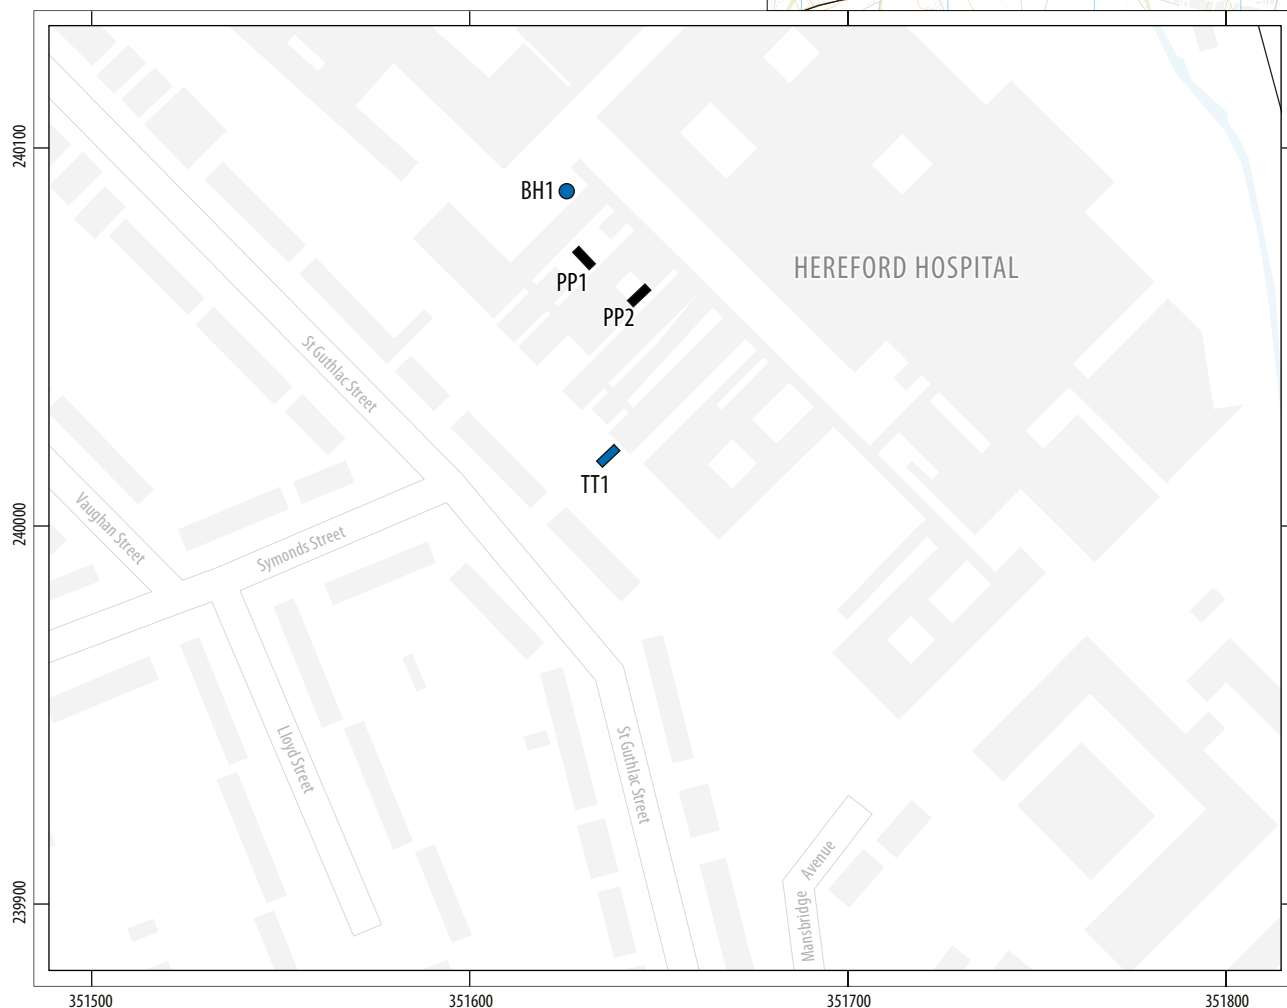 240100
BH1
HEREFORD HOSPITAL
PP1
PP2
St Guthlac Street
TT1
Vaughan Street
240000
Symonds Street
Lloyd Street
St Guthlac Street
Mansbridge Avenue
239900
351500
351600
351700
351800